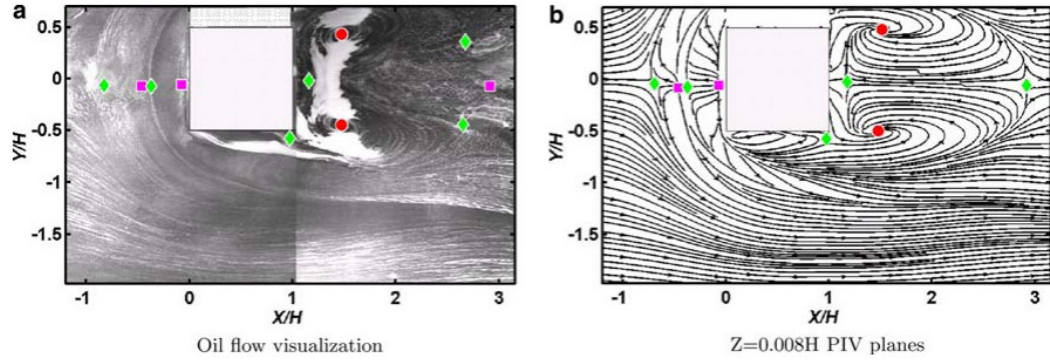 a
b
0.5
0
-0.5
-1
-1.5
Y/H
-1 0 1 2 3
X/H
Oil flow visualization
0.5
0
-0.5
-1
-1.5
Y/H
-1 0 1 2 3
X/H
Z=0.008H PIV planes